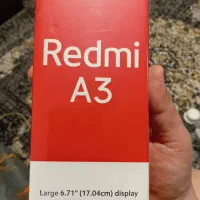 Redmi
A3
Large 6.71" (17.04cm) display